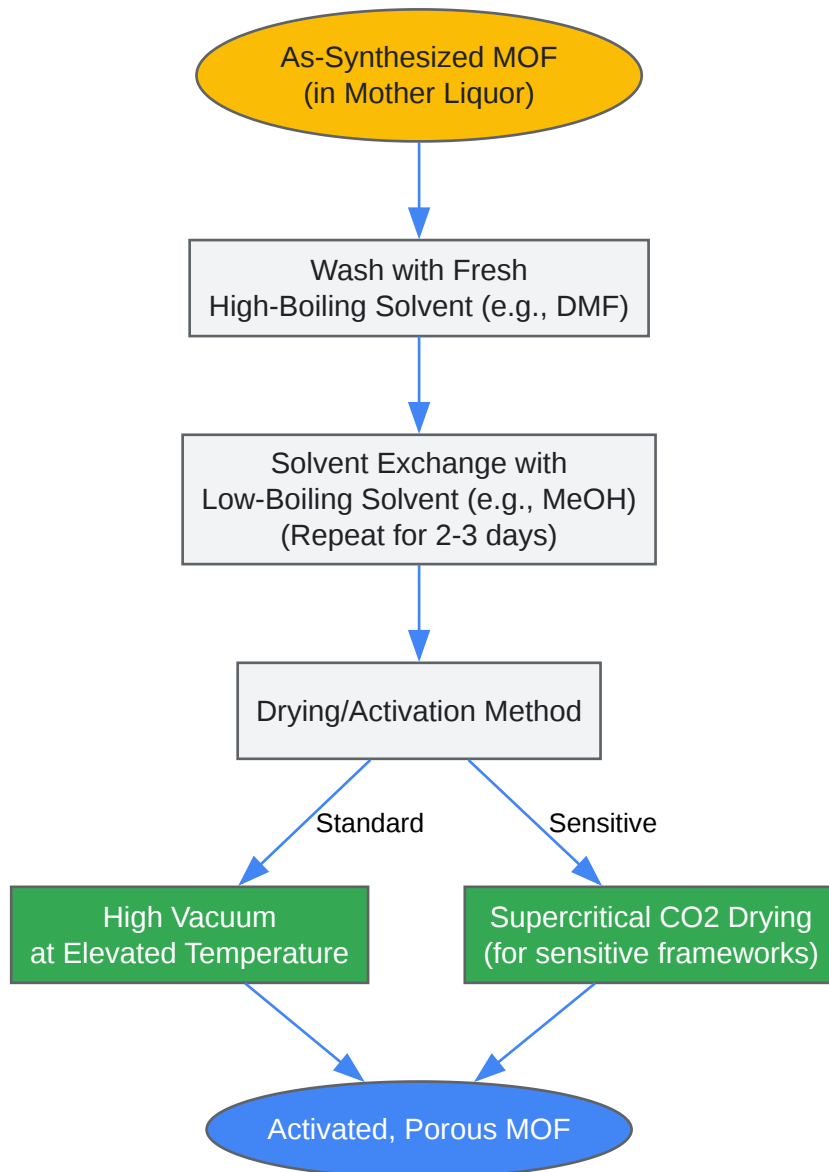 As-Synthesized MOF
(in Mother Liquor)
Wash with Fresh
High-Boiling Solvent (e.g., DMF)
Solvent Exchange with
Low-Boiling Solvent (e.g., MeOH)
(Repeat for 2-3 days)
Drying/Activation Method
Standard
Sensitive
High Vacuum
at Elevated Temperature
Supercritical CO2 Drying
(for sensitive frameworks)
Activated, Porous MOF